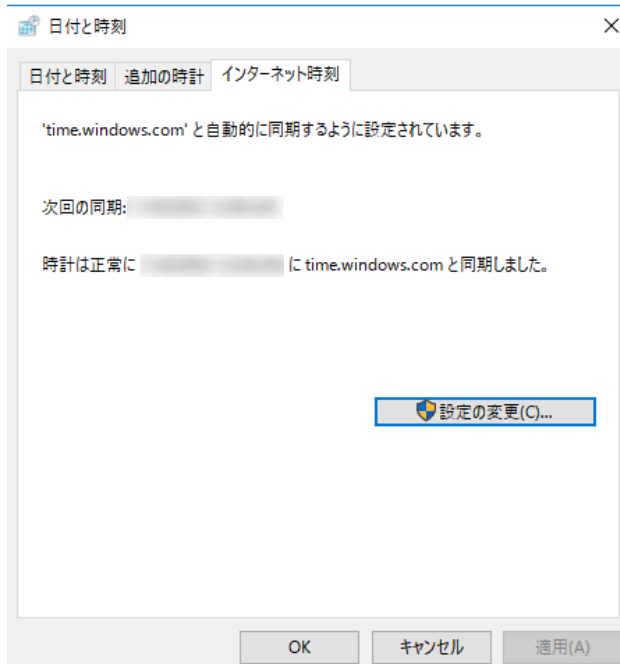 日付と時刻
日付と時刻 追加の時計 インターネット時刻
'time.windows.com' と自動的に同期するように設定されています。
次回の同期:
時計は正常に に time.windows.com と同期しました。
設定の変更(C)...
OK キャンセル 適用(A)